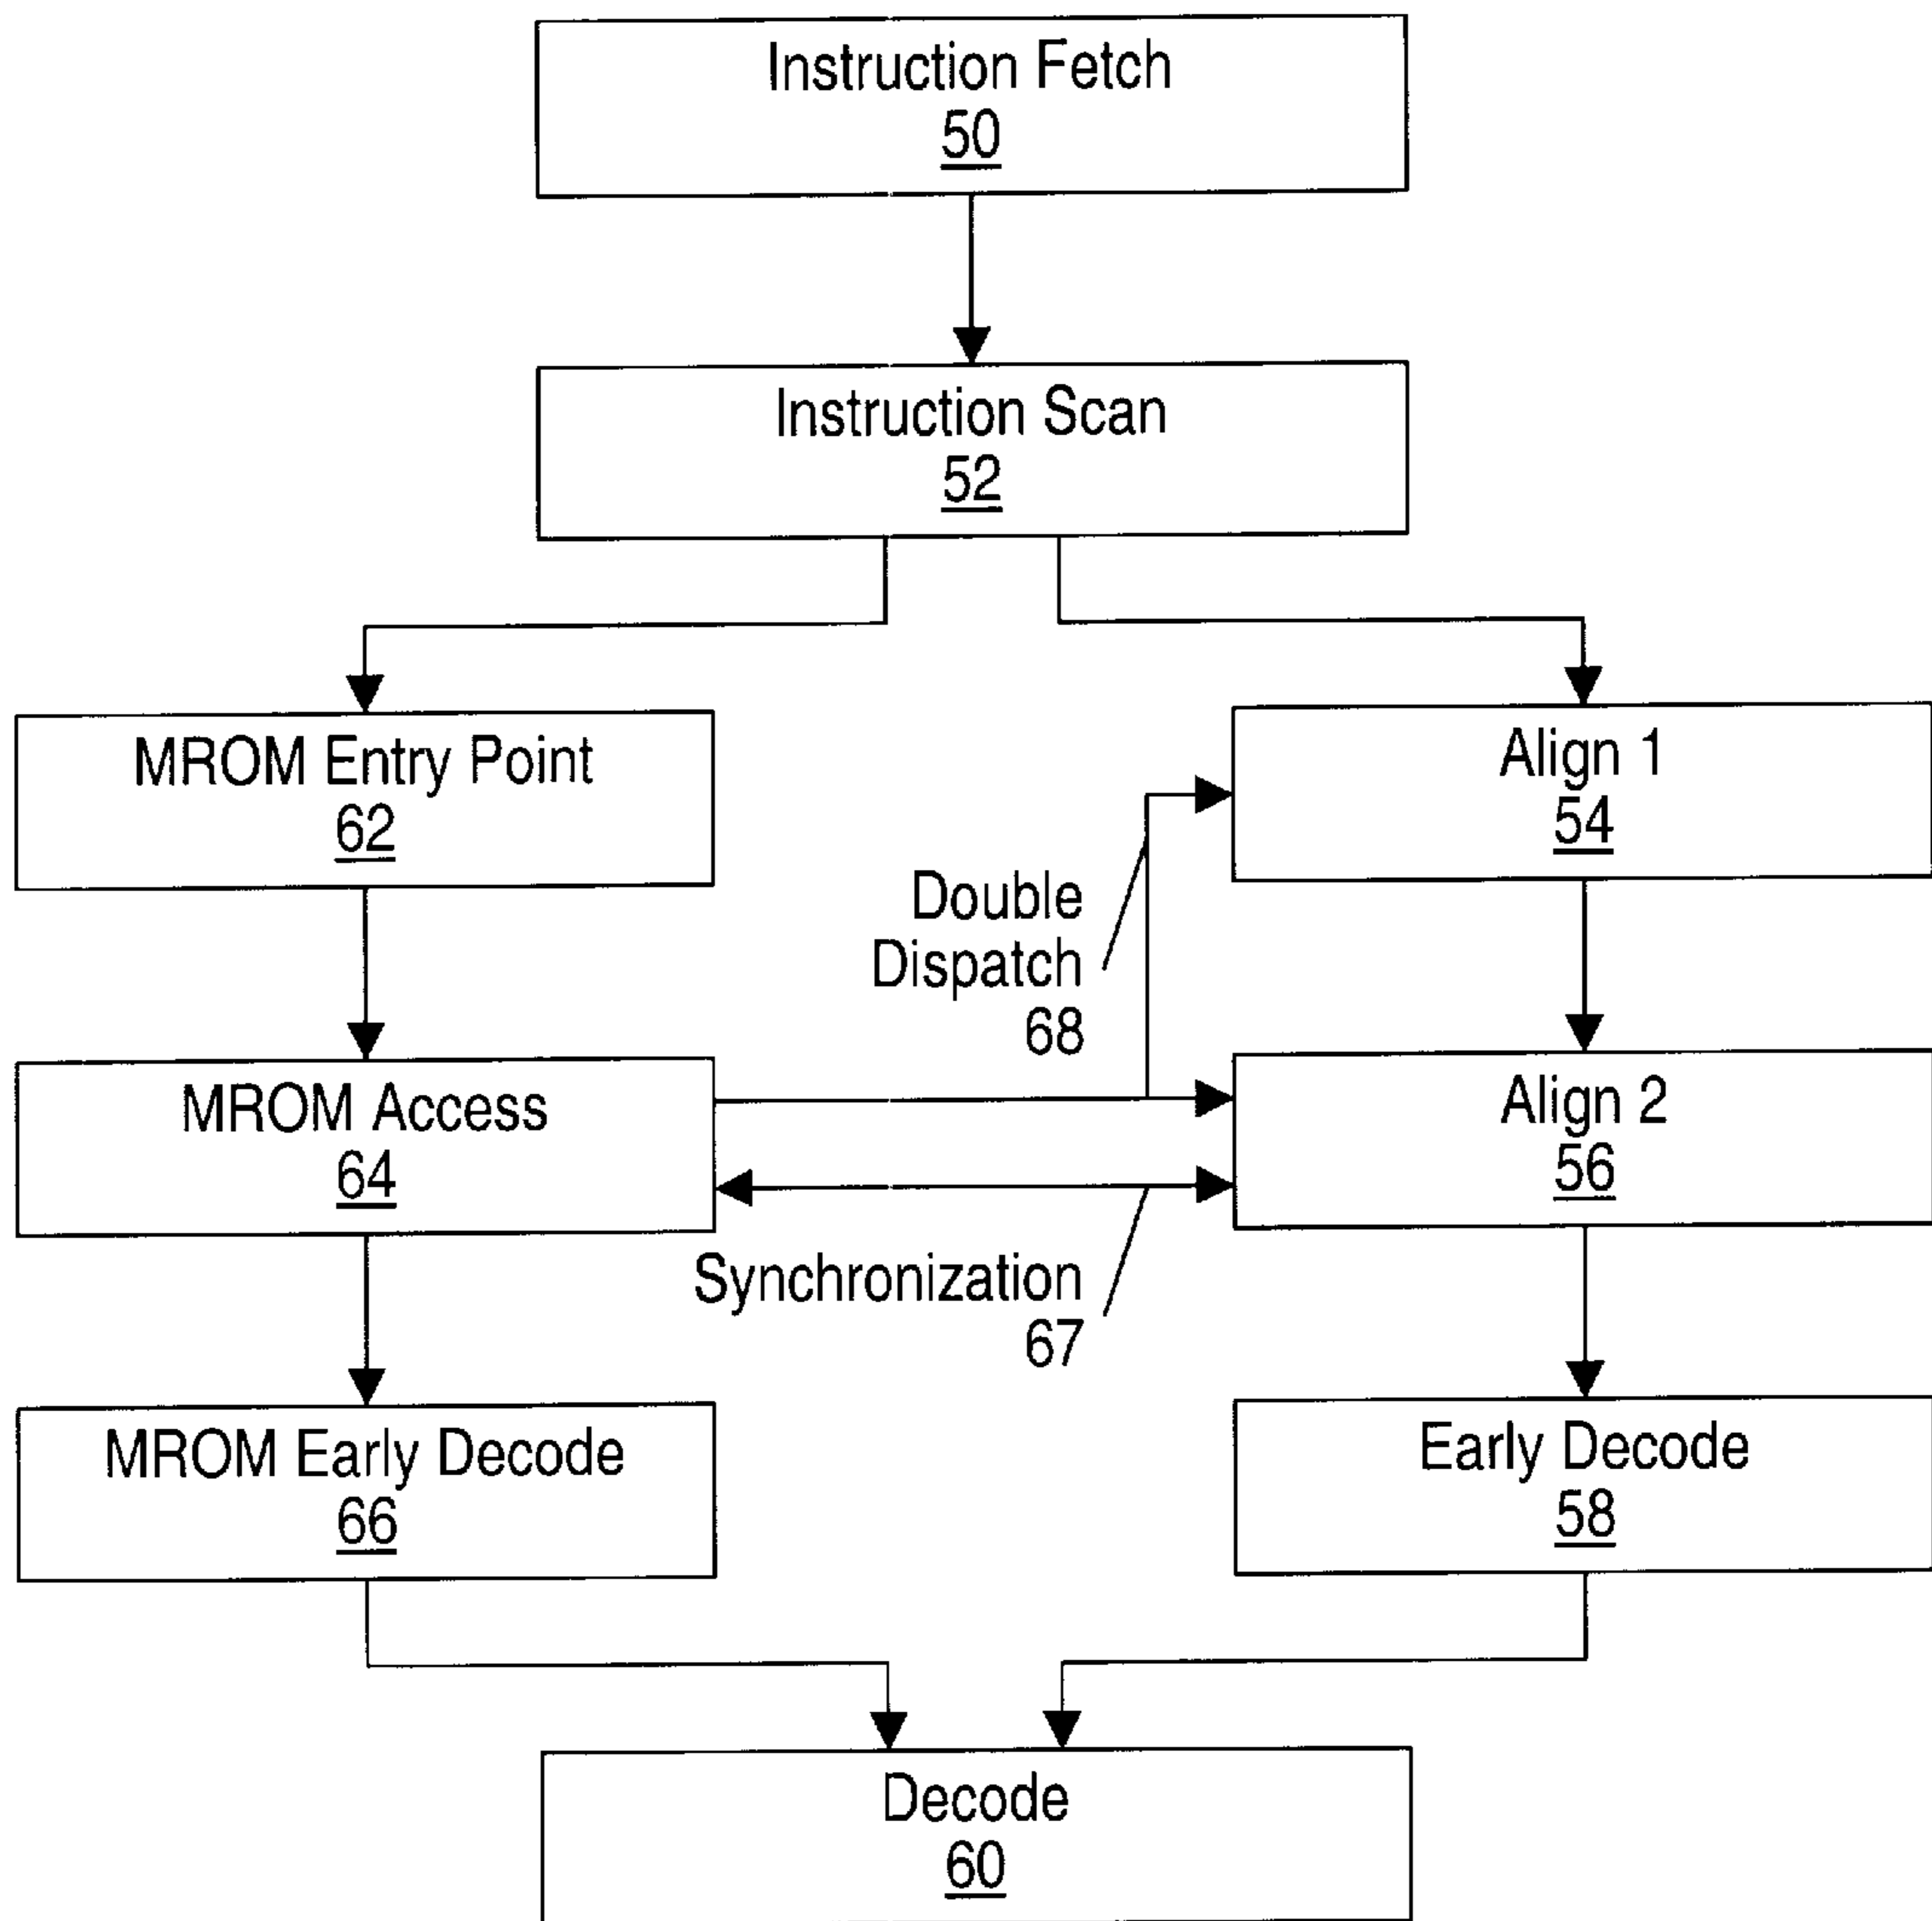 Instruction Fetch
50
Instruction Scan
52
MROM Entry Point
62
Align 1
54
Double
Dispatch
68
MROM Access
64
Align 2
56
Synchronization
67
MROM Early Decode
66
Early Decode
58
Decode
60